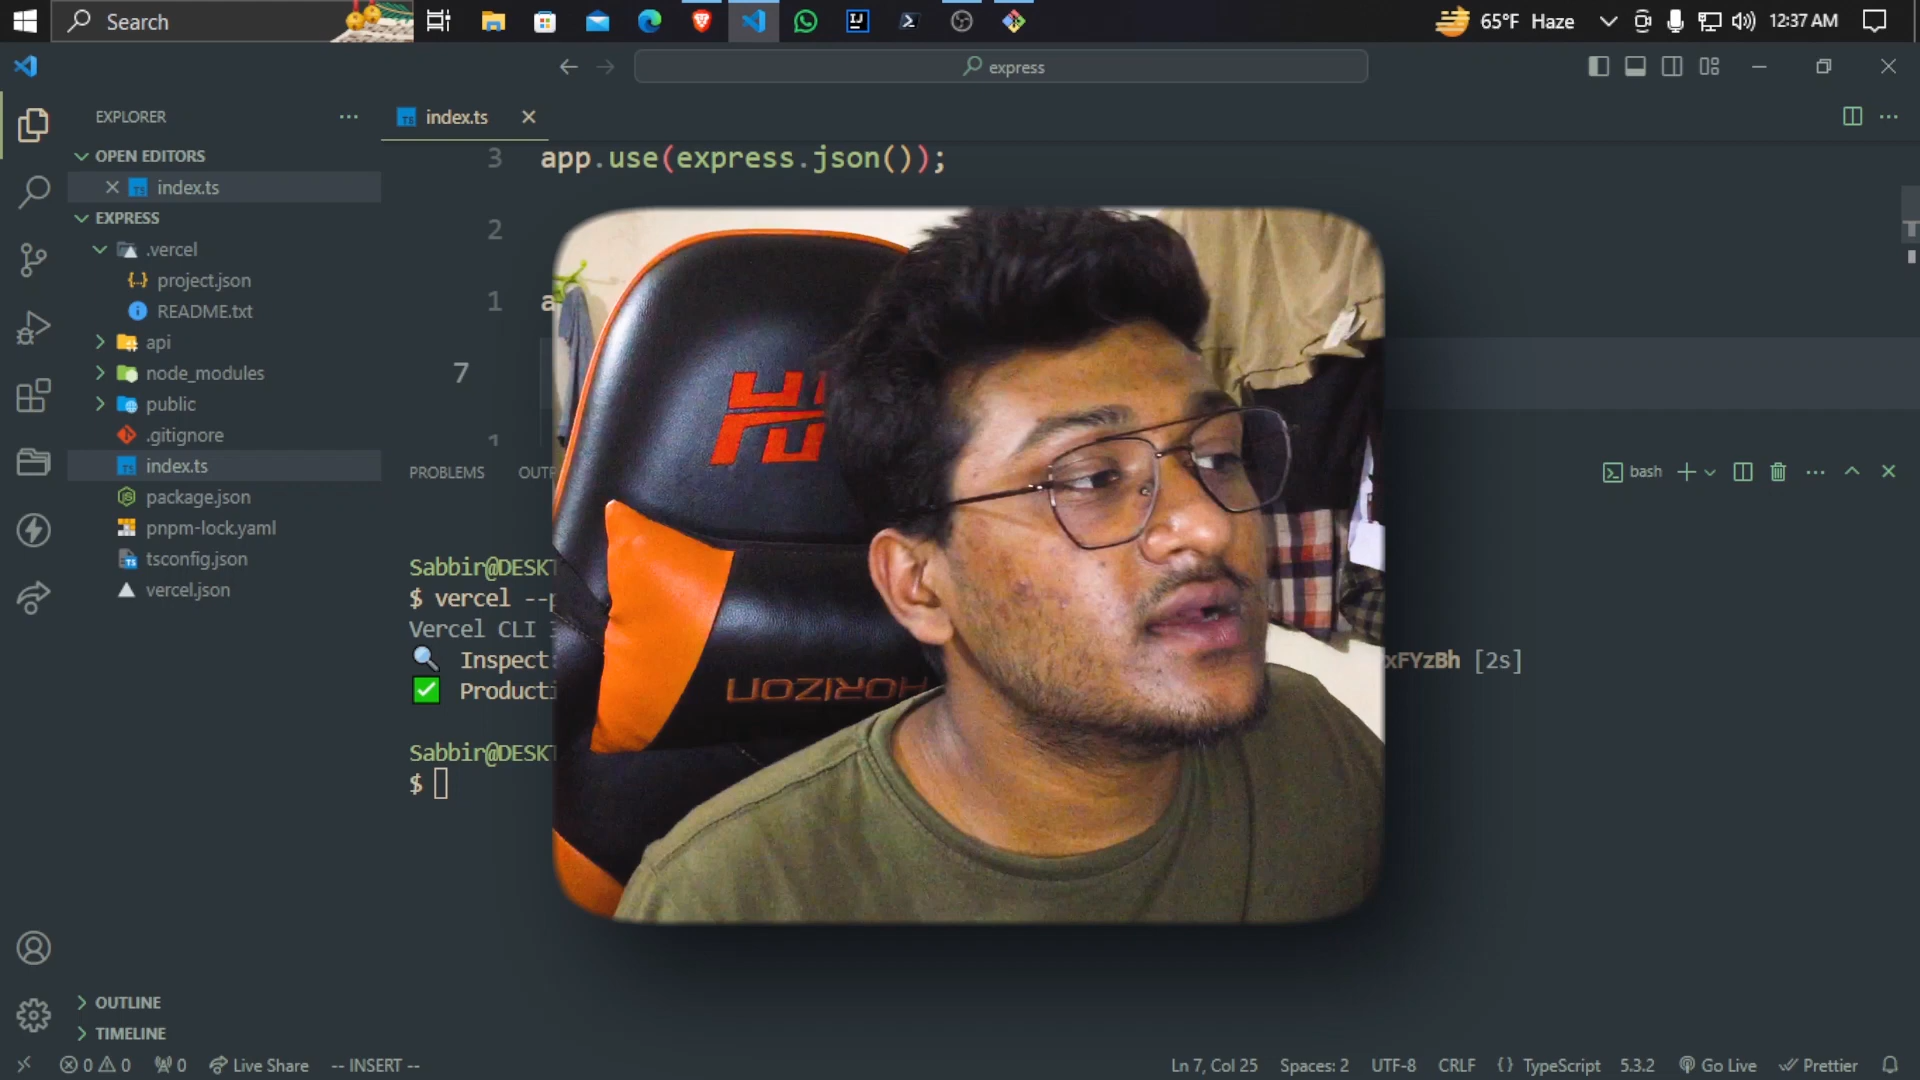 Search
65°F Haze
12:37 AM
express
EXPLORER
index.ts
OPEN EDITORS
index.ts
EXPRESS
.vercel
project.json
README.txt
api
node_modules
public
.gitignore
index.ts
package.json
pnpm-lock.yaml
tsconfig.json
vercel.json
3 app.use(express.json());
2
1 a
7
1
PROBLEMS
bash
Sabbir@DESKT
$ vercel --p
Vercel CLI
Inspect:
xFYzBh [2s]
Producti
Sabbir@DESKT
$
HORIZON
OUTLINE
TIMELINE
0 0 0 Live Share -- INSERT --
Ln 7, Col 25 Spaces: 2 UTF-8 CRLF {} TypeScript 5.3.2 Go Live Prettier